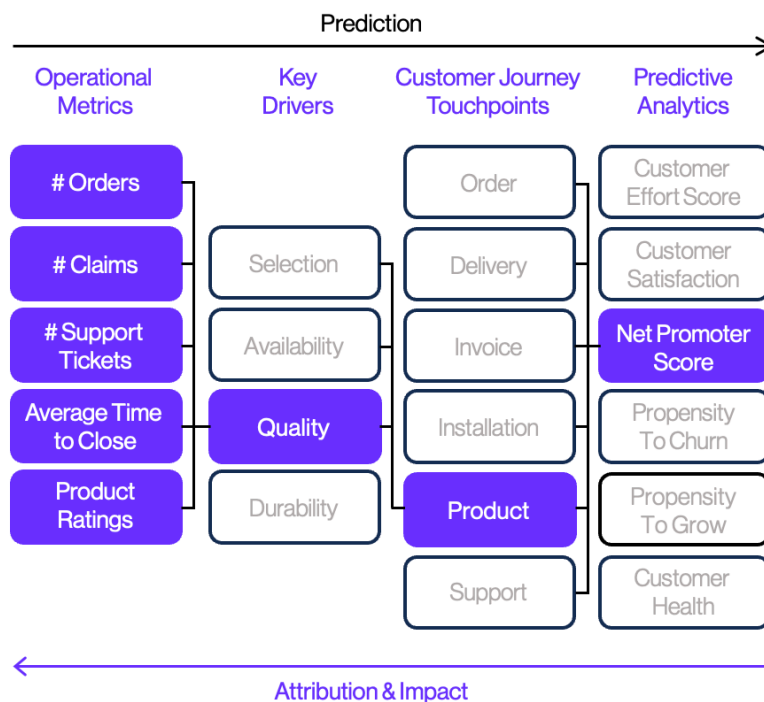 Prediction
Operational
Metrics
Key
Drivers
Customer Journey
Touchpoints
Predictive
Analytics
# Orders
# Claims
# Support
Tickets
Average Time
to Close
Product
Ratings
Selection
Availability
Quality
Durability
Order
Delivery
Invoice
Installation
Product
Support
Customer
Effort Score
Customer
Satisfaction
Net Promoter
Score
Propensity
To Churn
Propensity
To Grow
Customer
Health
Attribution & Impact